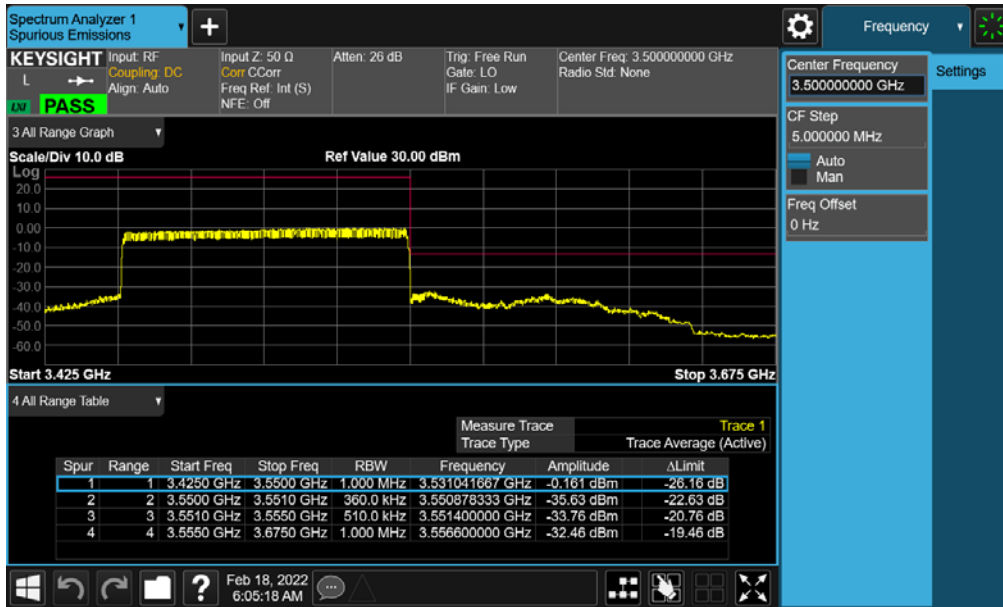 Spectrum Analyzer 1
Spurious Emissions
+
Frequency
KEYSIGHT
L
LXI
PASS
Input: RF
Coupling: DC
Align: Auto
Input Z: 50 Ω
Corr CCorr
Freq Ref: Int (S)
NFE: Off
Atten: 26 dB
Trig: Free Run
Gate: LO
IF Gain: Low
Center Freq: 3.500000000 GHz
Radio Std: None
Center Frequency
3.500000000 GHz
Settings
CF Step
5.000000 MHz
Auto
Man
Freq Offset
0 Hz
3 All Range Graph
Scale/Div 10.0 dB
Ref Value 30.00 dBm
Log
20.0
10.0
0.00
-10.0
-20.0
-30.0
-40.0
-50.0
-60.0
Start 3.425 GHz
Stop 3.675 GHz
4 All Range Table
Measure Trace Trace 1
Trace Type Trace Average (Active)
Spur Range Start Freq Stop Freq RBW Frequency Amplitude ΔLimit
1 1 3.4250 GHz 3.5500 GHz 1.000 MHz 3.531041667 GHz -0.161 dBm -26.16 dB
2 2 3.5500 GHz 3.5510 GHz 360.0 kHz 3.550878333 GHz -35.63 dBm -22.63 dB
3 3 3.5510 GHz 3.5550 GHz 510.0 kHz 3.551400000 GHz -33.76 dBm -20.76 dB
4 4 3.5550 GHz 3.6750 GHz 1.000 MHz 3.556600000 GHz -32.46 dBm -19.46 dB
?
Feb 18, 2022
6:05:18 AM